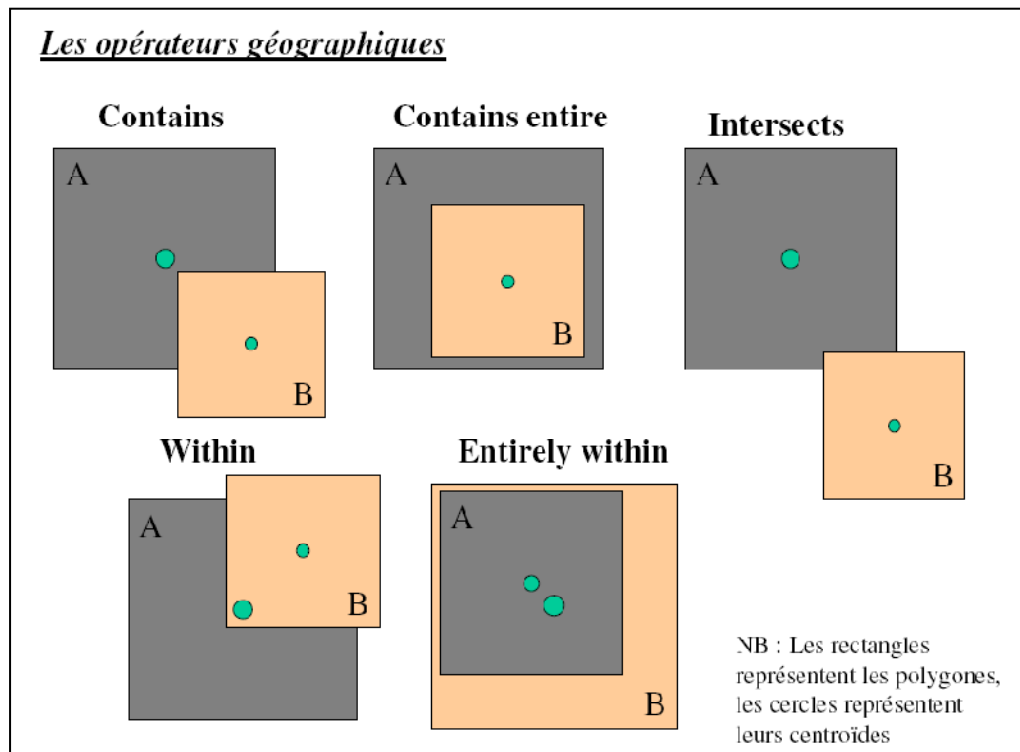 Les opérateurs géographiques
Contains
Contains entire
Intersects
A
A
A
B
B
B
Within
Entirely within
A
A
B
B
NB : Les rectangles
représentent les polygones,
les cercles représentent
leurs centroïdes